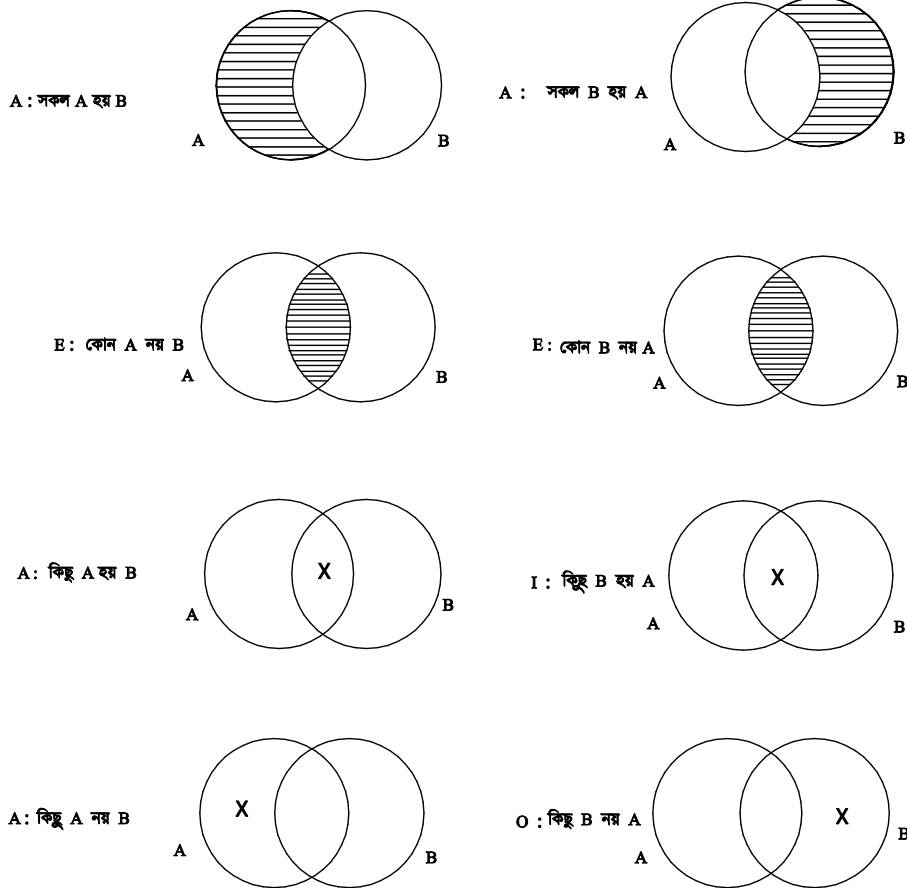 A : সকল A হয় B
A B
A : সকল B হয় A
A B
E : কোন A নয় B
A B
E : কোন B নয় A
A B
A : কিছু A হয় B
X
A B
I : কিছু B হয় A
X
A B
A : কিছু A নয় B
X
A B
O : কিছু B নয় A
X
A B